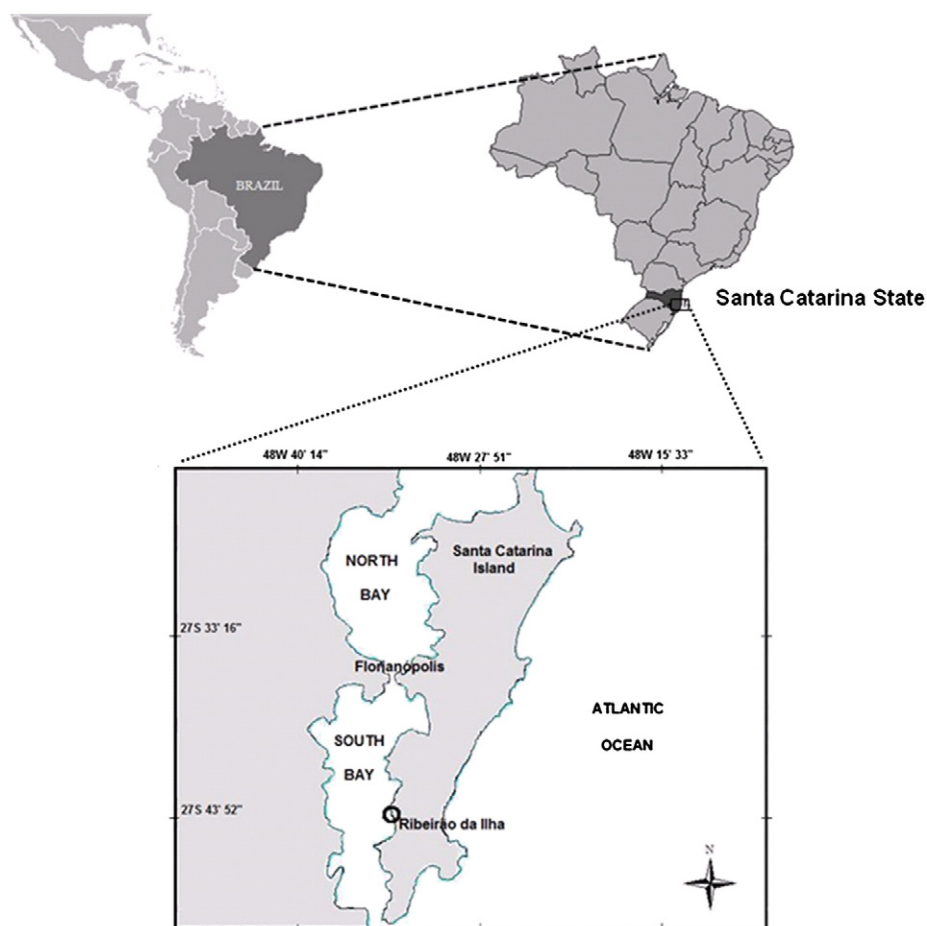 BRAZIL
Santa Catarina State
48W 40' 14"
48W 27' 51"
48W 15' 33"
NORTH
BAY
Santa Catarina
Island
27S 33' 16"
Florianópolis
SOUTH
BAY
ATLANTIC
OCEAN
27S 43' 52"
Ribeirão da Ilha
N